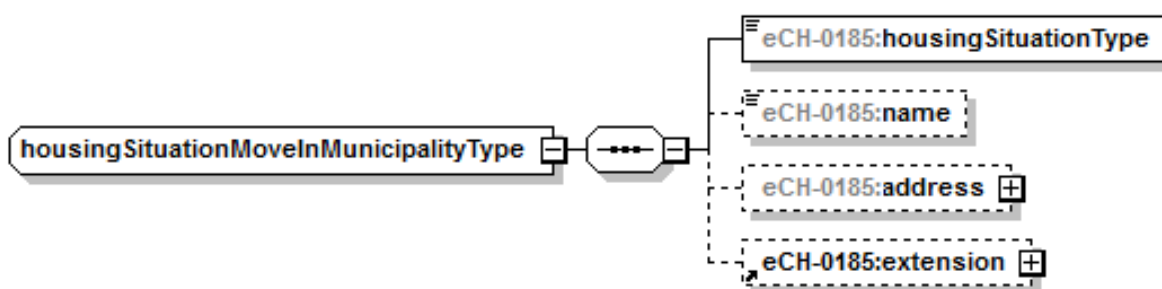 eCH-0185:housingSituationType
eCH-0185:name
housingSituationMoveInMunicipalityType
eCH-0185:address
eCH-0185:extension